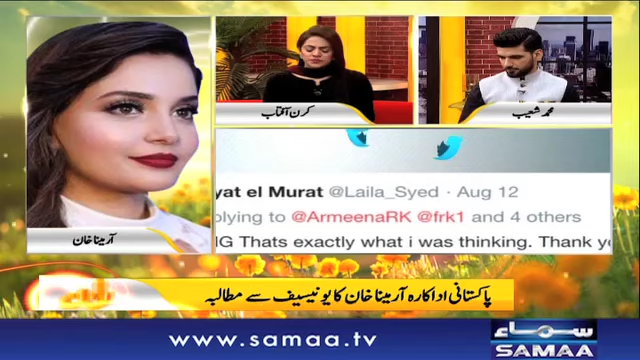 کرن آفتاب
محمد شعیب
آرمینا خان
yat el Murat @Laila_Syed · Aug 12
plying to @ArmeenaRK @frk1 and 4 others
G Thats exactly what i was thinking. Thank yo
پاکستانی اداکارہ آرمینا خان کا یونیسیف سے مطالبہ
www.samaa.tv
سماء
SAMAA